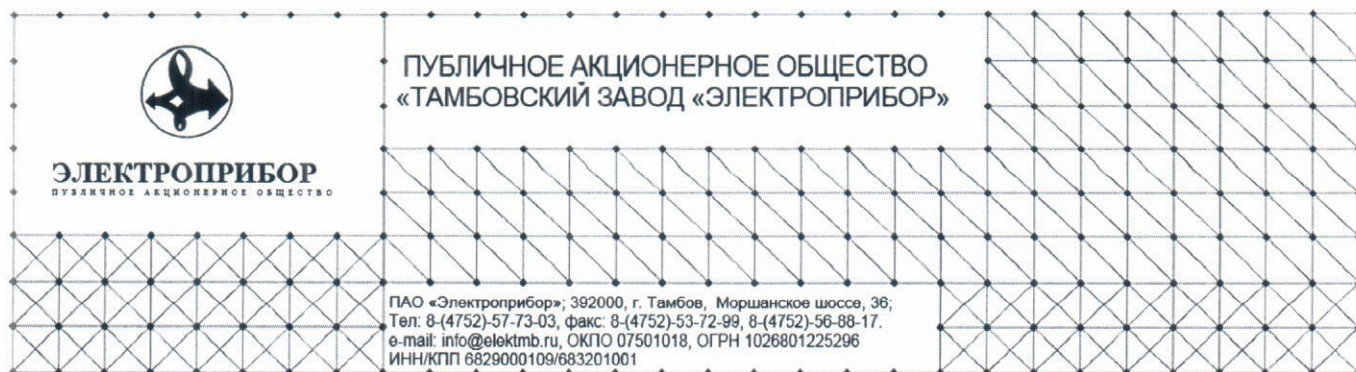 ПУБЛИЧНОЕ АКЦИОНЕРНОЕ ОБЩЕСТВО
«ТАМБОВСКИЙ ЗАВОД «ЭЛЕКТРОПРИБОР»
ЭЛЕКТРОПРИБОР
ПУБЛИЧНОЕ АКЦИОНЕРНОЕ ОБЩЕСТВО
ПАО «Электроприбор»; 392000, г. Тамбов, Моршанское шоссе, 36;
Тел: 8-(4752)-57-73-03, факс: 8-(4752)-53-72-99, 8-(4752)-56-88-17.
e-mail: info@elektmb.ru, ОКПО 07501018, ОГРН 1026801225296
ИНН/КПП 6829000109/683201001